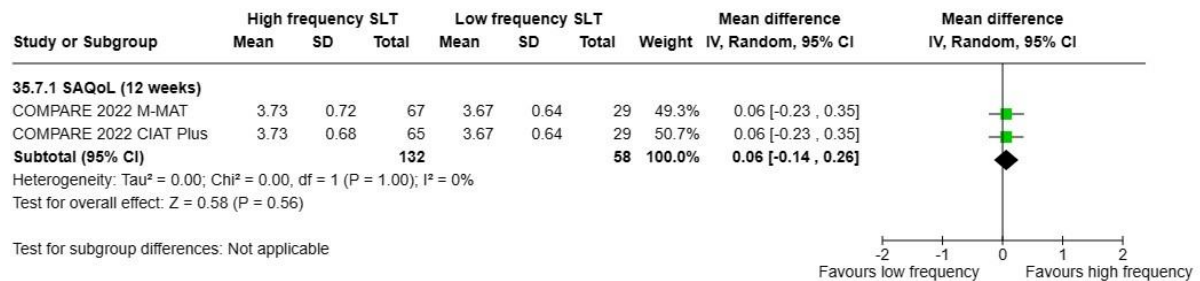 High frequency SLT Low frequency SLT Mean difference Mean difference
Study or Subgroup Mean SD Total Mean SD Total Weight IV, Random, 95% CI IV, Random, 95% CI
35.7.1 SAQoL (12 weeks)
COMPARE 2022 M-MAT 3.73 0.72 67 3.67 0.64 29 49.3% 0.06 [-0.23 , 0.35]
COMPARE 2022 CIAT Plus 3.73 0.68 65 3.67 0.64 29 50.7% 0.06 [-0.23 , 0.35]
Subtotal (95% CI) 132 58 100.0% 0.06 [-0.14 , 0.26]
Heterogeneity: Tau² = 0.00; Chi² = 0.00, df = 1 (P = 1.00); I² = 0%
Test for overall effect: Z = 0.58 (P = 0.56)
Test for subgroup differences: Not applicable
-2 -1 0 1 2
Favours low frequency Favours high frequency